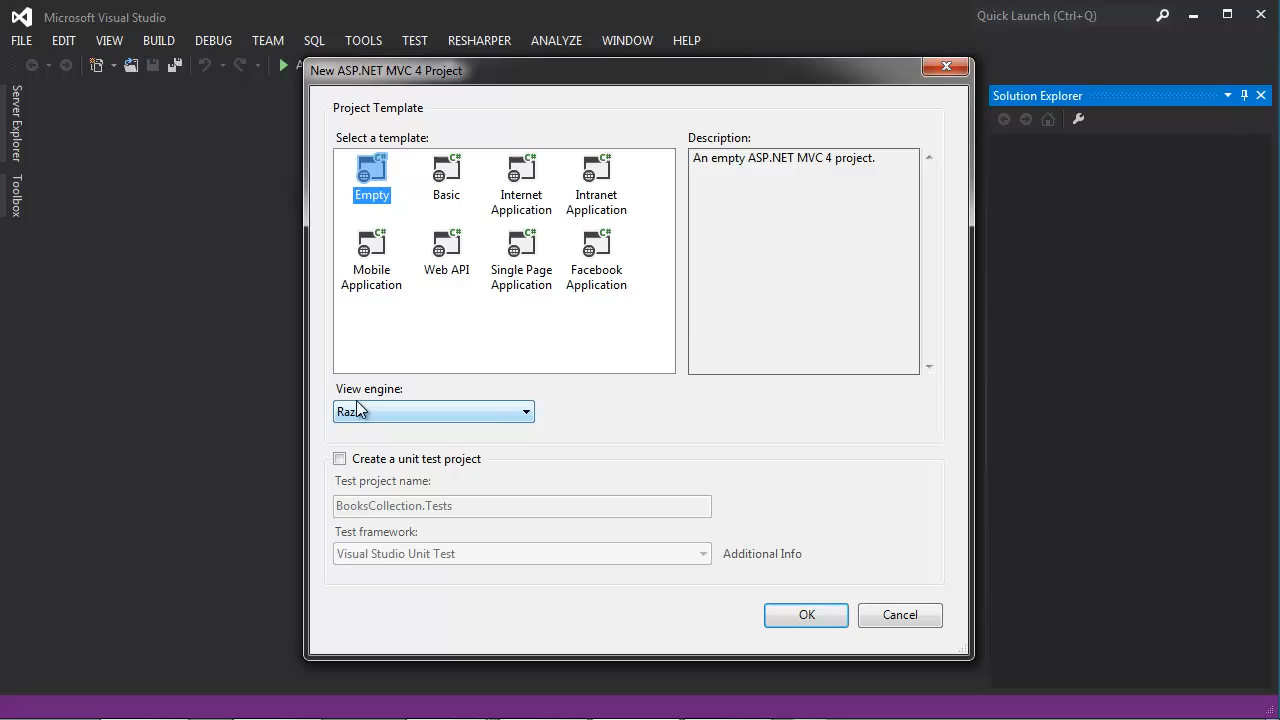 Microsoft Visual Studio
Quick Launch (Ctrl+Q)
FILE EDIT VIEW BUILD DEBUG TEAM SQL TOOLS TEST RESHARPER ANALYZE WINDOW HELP
New ASP.NET MVC 4 Project
Solution Explorer
Server Explorer
Toolbox
Project Template
Select a template:
Description:
C# C# C# C#
An empty ASP.NET MVC 4 project.
Empty Basic Internet Application Intranet Application
C# C# C# C#
Mobile Application Web API Single Page Application Facebook Application
View engine:
Create a unit test project
Test project name:
BooksCollection.Tests
Test framework:
Visual Studio Unit Test
Additional Info
OK Cancel